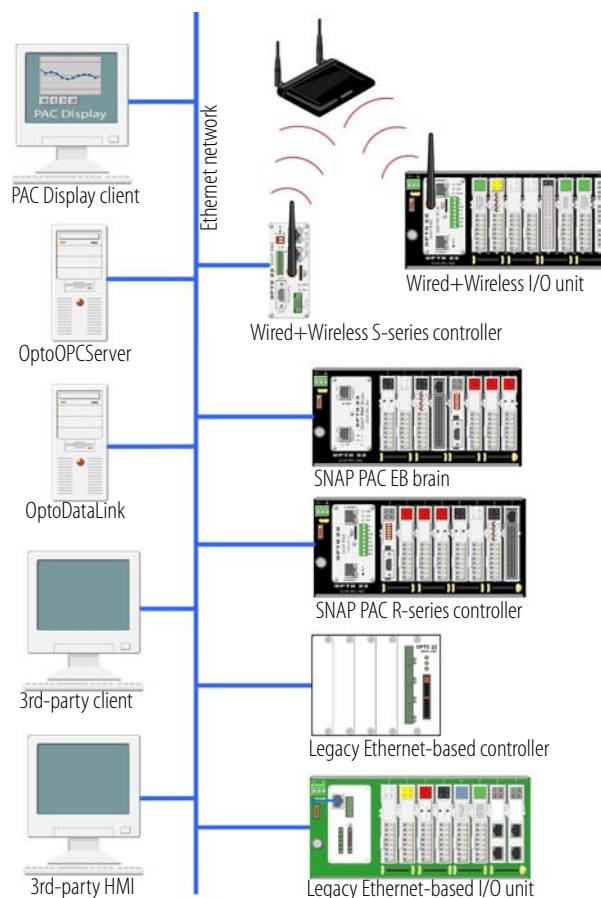 PAC Display
PAC Display client
Ethernet network
Wired+Wireless I/O unit
Wired+Wireless S-series controller
OptoOPCServer
SNAP PAC EB brain
OptoDataLink
SNAP PAC R-series controller
3rd-party client
OPTO 22
Legacy Ethernet-based controller
3rd-party HMI
Legacy Ethernet-based I/O unit